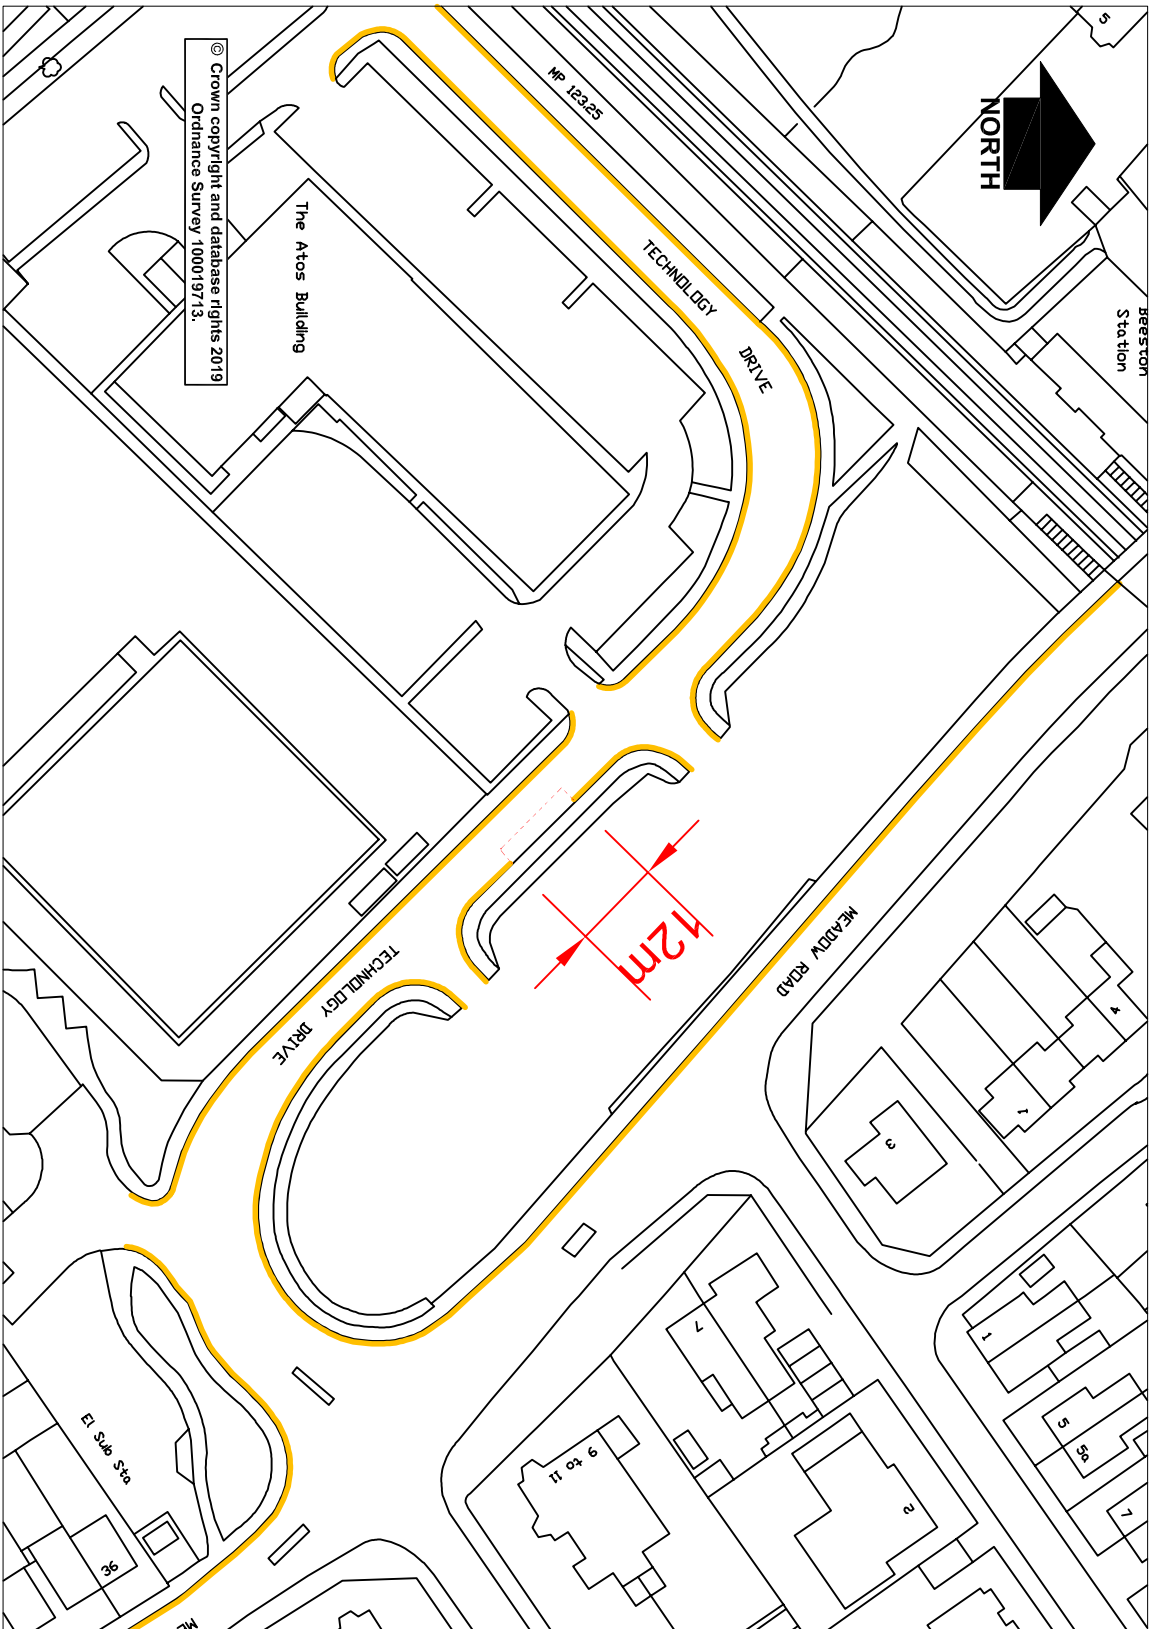 5
NORTH
MP 123.25
© Crown copyright and database rights 2019
Ordnance Survey 100019713.
The Atos Building
TECHNOLOGY
DRIVE
Beeston
Station
12m
MEADOW ROAD
TECHNOLOGY DRIVE
4
1
3
1
5
5a
7
7
9 to 11
2
El Sub Sta
36